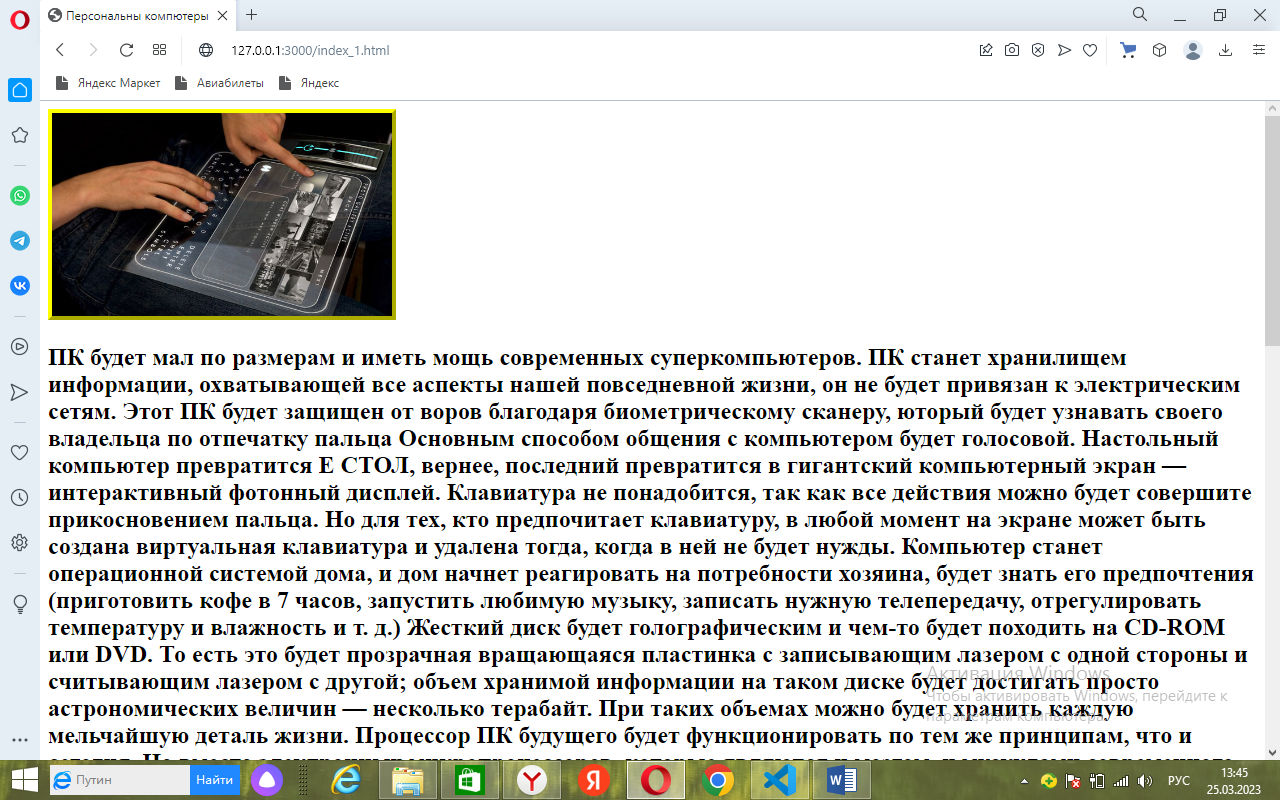 Персональны компютеры
127.0.0.1:3000/index_1.html
Яндекс Маркет
Авиабилеты
Яндекс
ПК будет мал по размерам и иметь мощь современных суперкомпьютеров. ПК станет хранилищем
информации, охватывающей все аспекты нашей повседневной жизни, он не будет привязан к электрическим
сетям. Этот ПК будет защищен от воров благодаря биометрическому сканеру, юторый будет узнавать своего
владельца по отпечатку пальца Основным способом общения с компьютером будет голосовой. Настольный
компьютер превратится Е СТОЛ, вернее, последний превратится в гигантский компьютерный экран —
интерактивный фотонный дисплей. Клавиатура не понадобится, так как все действия можно будет совершите
прикосновением пальца. Но для тех, кто предпочитает клавиатуру, в любой момент на экране может быть
создана виртуальная клавиатура и удалена тогда, когда в ней не будет нужды. Компьютер станет
операционной системой дома, и дом начнет реагировать на потребности хозяина, будет знать его предпочтения
(приготовить кофе в 7 часов, запустить любимую музыку, записать нужную телепередачу, отрегулировать
температуру и влажность и т. д.) Жесткий диск будет голографическим и чем-то будет походить на CD-ROM
или DVD. То есть это будет прозрачная вращающаяся пластинка с записывающим лазером с одной стороны и
считывающим лазером с другой; объем хранимой информации на таком диске будет достигать просто
астрономических величин — несколько терабайт. При таких объемах можно будет хранить каждую
мельчайшую деталь жизни. Процессор ПК будущего будет функционировать по тем же принципам, что и
Активация Windows
Чтобы активировать Windows, перейдите к
параметрам компьютера.
Путин
Найти
РУС
13:45
25.03.2023